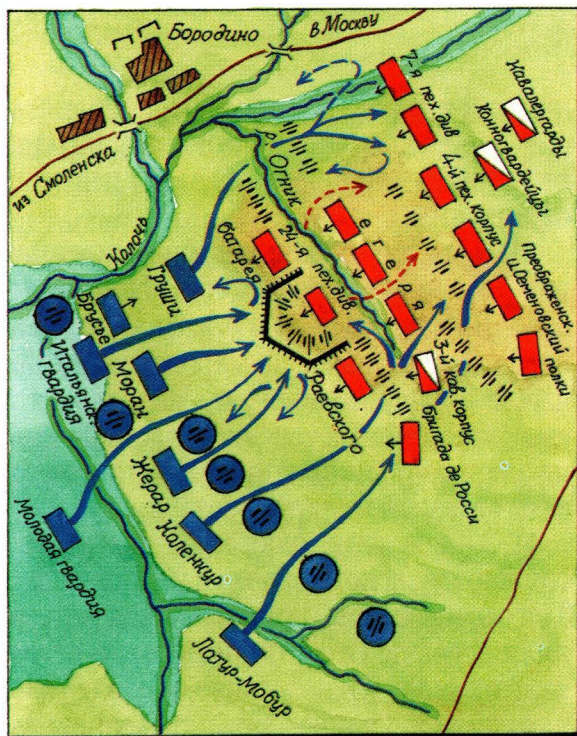 Бородино
в Москву
из Смоленска
Колочь
р. Огник
7-я пех. див.
Кавалергарды
Конногвардейцы
4-й пех. корпус
Преображенск.
и Семеновский
полки
егеря
24-я
пех. див.
батарея
Раевского
3-й кав. корпус
бригада де Росси
Груши
Брусье
Итальянск.
гвардия
Моран
Жерар
Коленкур
Молодая гвардия
Латур-Мобур